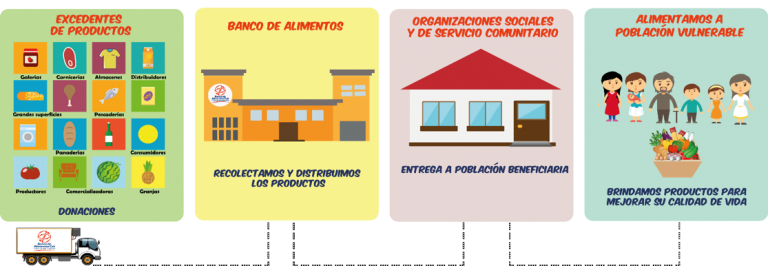 EXCEDENTES
DE PRODUCTOS
Galerías
Carnicerías
Almacenes
Distribuidores
Grandes superficies
Pescaderías
Panaderías
Consumidores
Productores
Comercializadores
Granjas
DONACIONES
BANCO DE ALIMENTOS
RECOLECTAMOS Y DISTRIBUIMOS
LOS PRODUCTOS
ORGANIZACIONES SOCIALES
Y DE SERVICIO COMUNITARIO
ENTREGA A POBLACIÓN BENEFICIARIA
ALIMENTAMOS A
POBLACIÓN VULNERABLE
BRINDAMOS PRODUCTOS PARA
MEJORAR SU CALIDAD DE VIDA